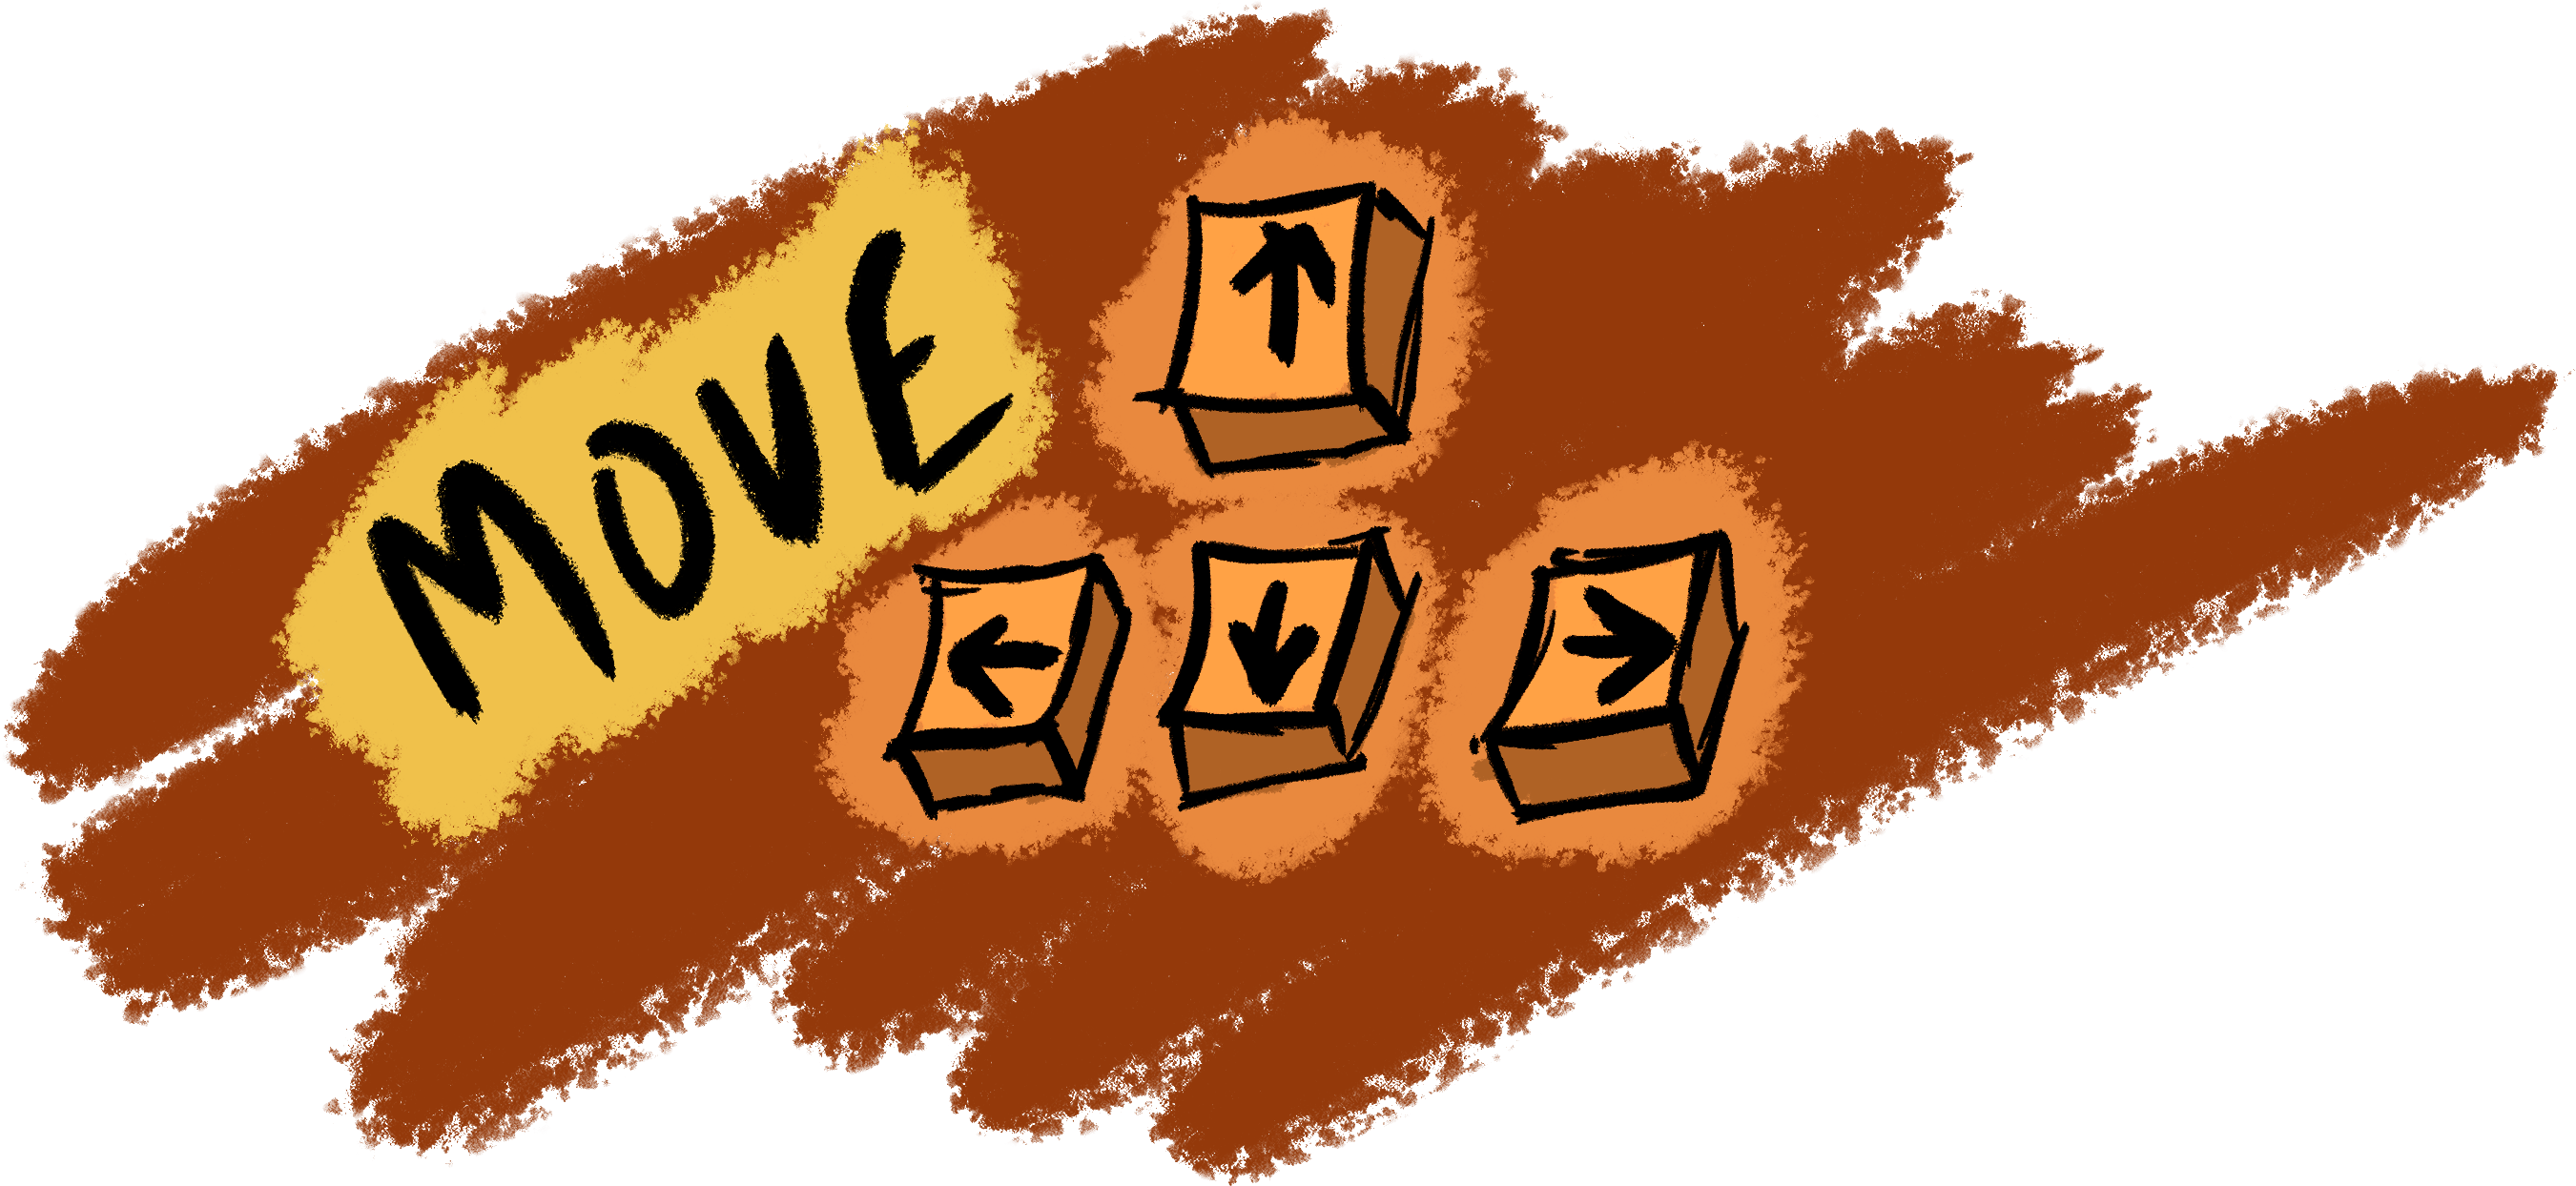 MOVE
↑
← ↓ →